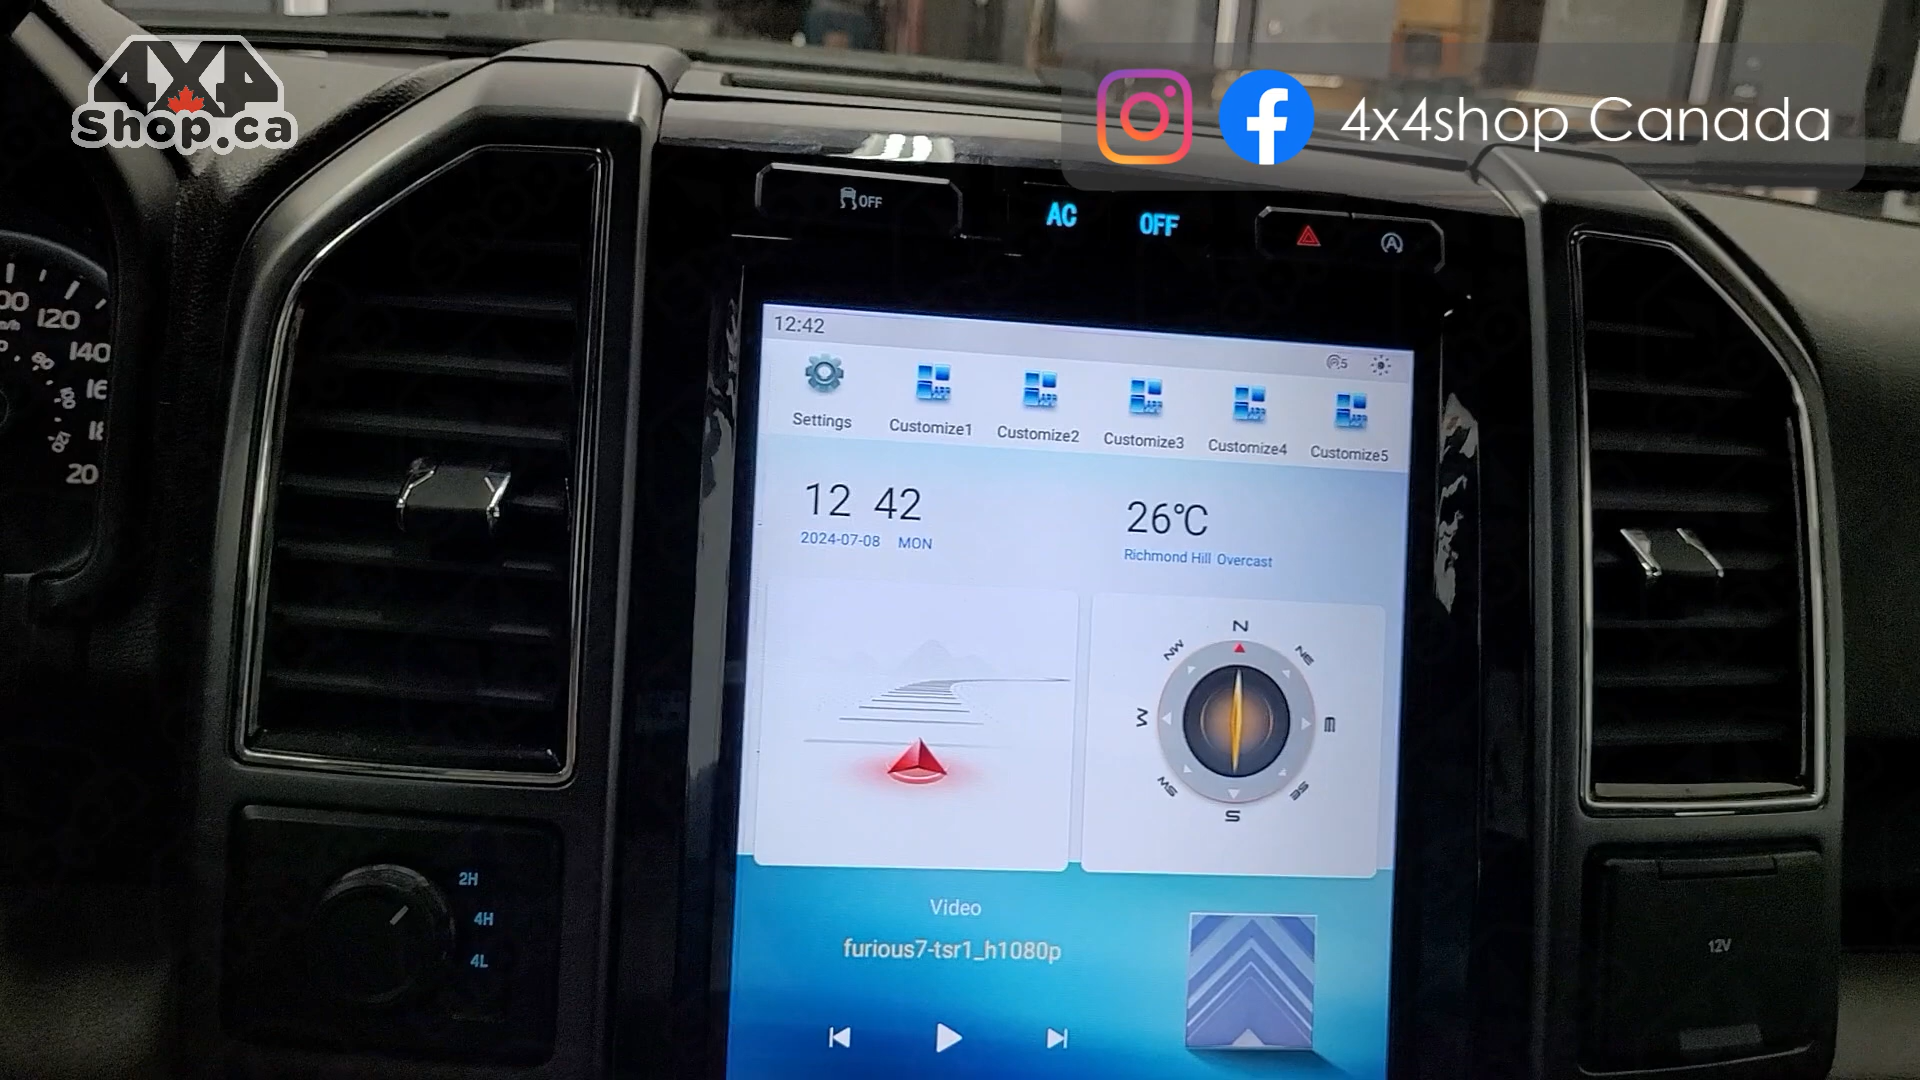 4X4
Shop.ca
4x4shop Canada
OFF
AC
OFF
A
12:42
5
Settings
Customize1
Customize2
Customize3
Customize4
Customize5
12 42
2024-07-08 MON
26°C
Richmond Hill Overcast
N
NE
E
SE
S
SW
W
NW
Video
furious7-tsr1_h1080p
120
140
20
2H
4H
4L
12V